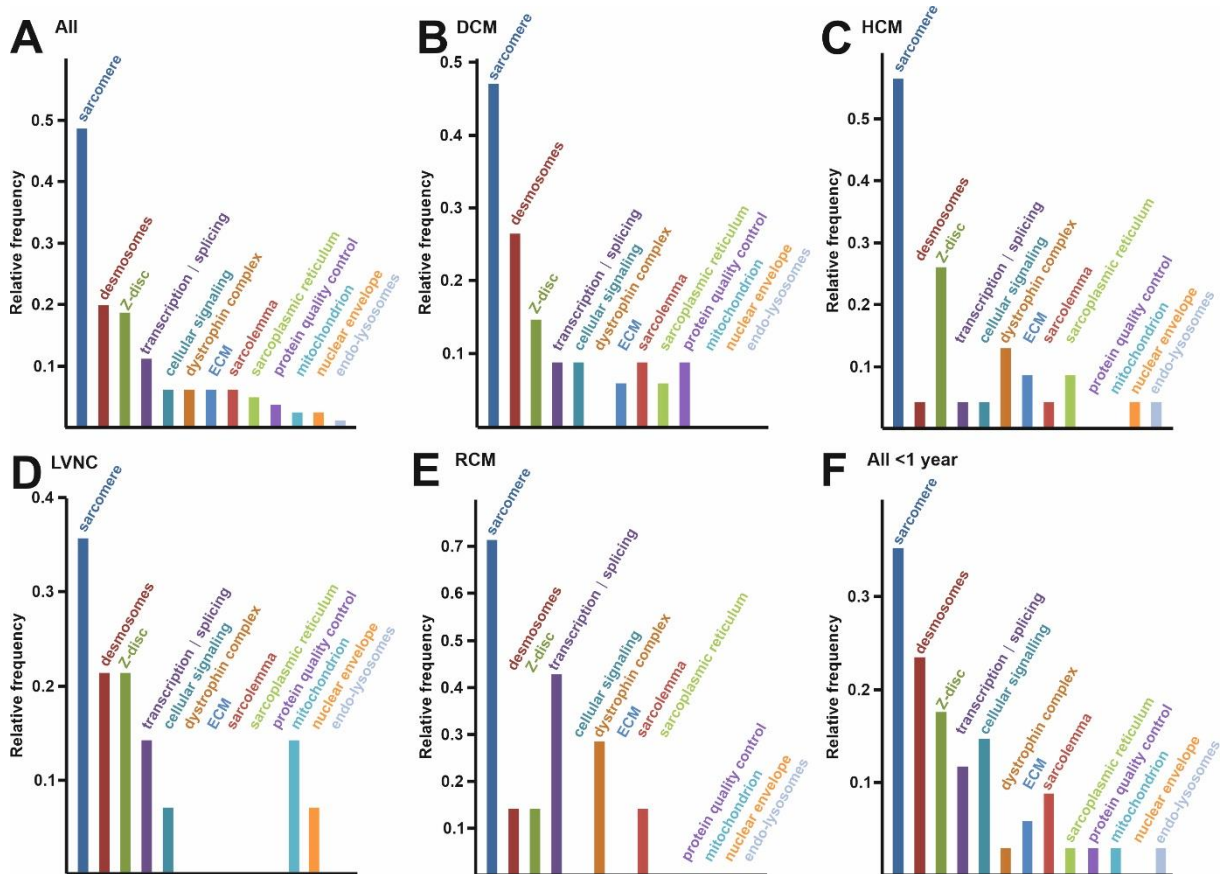 A All
Relative frequency
0.5
0.4
0.3
0.2
0.1
sarcomere
desmosomes
Z-disc
transcription | splicing
cellular signaling
dystrophin complex
ECM
sarcolemma
sarcoplasmic reticulum
protein quality control
mitochondrion
nuclear envelope
endo-lysosomes
B DCM
Relative frequency
0.5
0.4
0.3
0.2
0.1
sarcomere
desmosomes
Z-disc
transcription | splicing
cellular signaling
dystrophin complex
ECM
sarcolemma
sarcoplasmic reticulum
protein quality control
mitochondrion
nuclear envelope
endo-lysosomes
C HCM
Relative frequency
0.5
0.4
0.3
0.2
0.1
sarcomere
desmosomes
Z-disc
transcription | splicing
cellular signaling
dystrophin complex
ECM
sarcolemma
sarcoplasmic reticulum
protein quality control
mitochondrion
nuclear envelope
endo-lysosomes
D LVNC
Relative frequency
0.4
0.3
0.2
0.1
sarcomere
desmosomes
Z-disc
transcription | splicing
cellular signaling
dystrophin complex
ECM
sarcolemma
sarcoplasmic reticulum
protein quality control
mitochondrion
nuclear envelope
endo-lysosomes
E RCM
Relative frequency
0.7
0.5
0.4
0.3
0.2
0.1
sarcomere
desmosomes
Z-disc
transcription | splicing
cellular signaling
dystrophin complex
ECM
sarcolemma
sarcoplasmic reticulum
protein quality control
mitochondrion
nuclear envelope
endo-lysosomes
F All <1 year
Relative frequency
0.3
0.2
0.1
sarcomere
desmosomes
Z-disc
transcription | splicing
cellular signalling
dystrophin complex
ECM
sarcolemma
sarcoplasmic reticulum
protein quality control
mitochondrion
nuclear envelope
endo-lysosomes